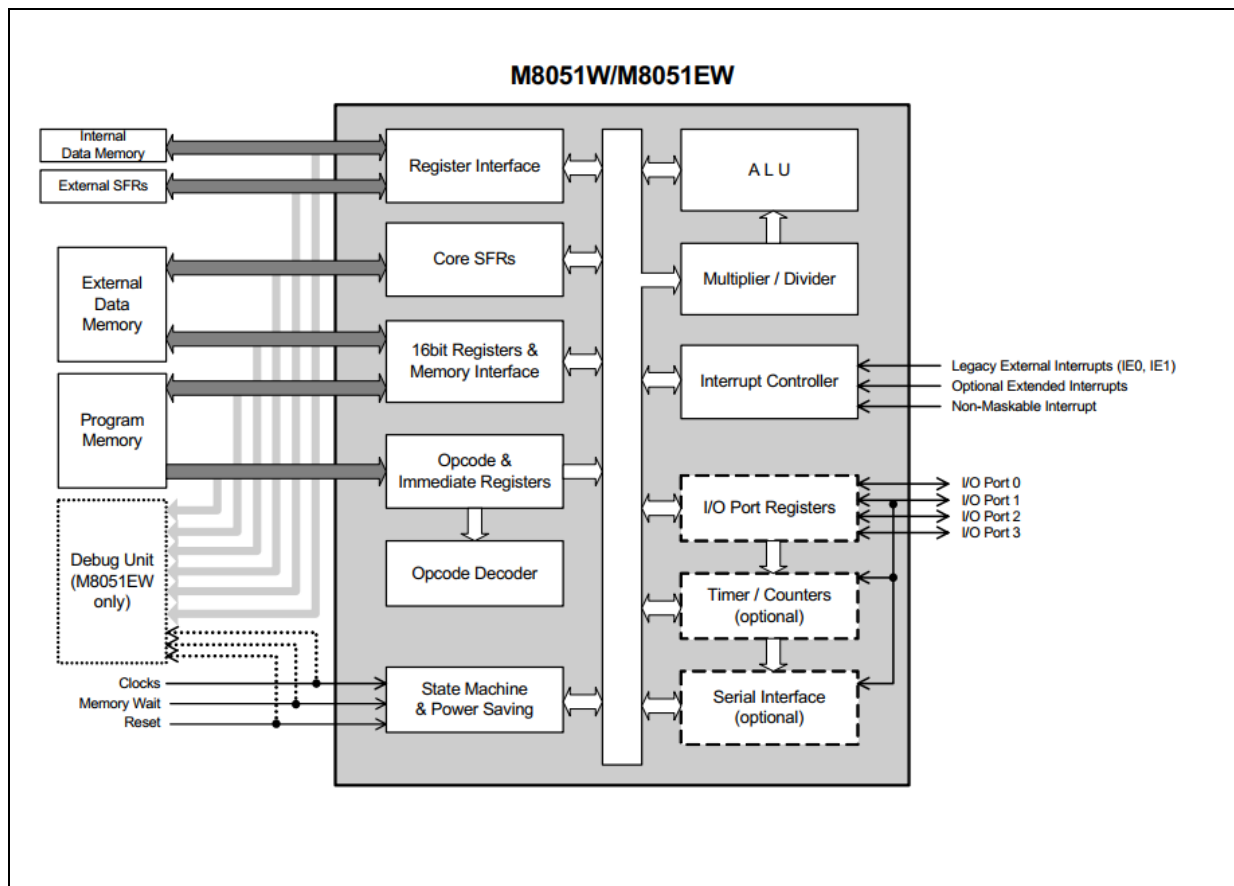 M8051W/M8051EW
Internal
Data Memory
External SFRs
External
Data
Memory
Program
Memory
Debug Unit
(M8051EW
only)
Clocks
Memory Wait
Reset
Register Interface
Core SFRs
16bit Registers &
Memory Interface
Opcode &
Immediate Registers
Opcode Decoder
State Machine
& Power Saving
A L U
Multiplier / Divider
Interrupt Controller
I/O Port Registers
Timer / Counters
(optional)
Serial Interface
(optional)
Legacy External Interrupts (IE0, IE1)
Optional Extended Interrupts
Non-Maskable Interrupt
I/O Port 0
I/O Port 1
I/O Port 2
I/O Port 3